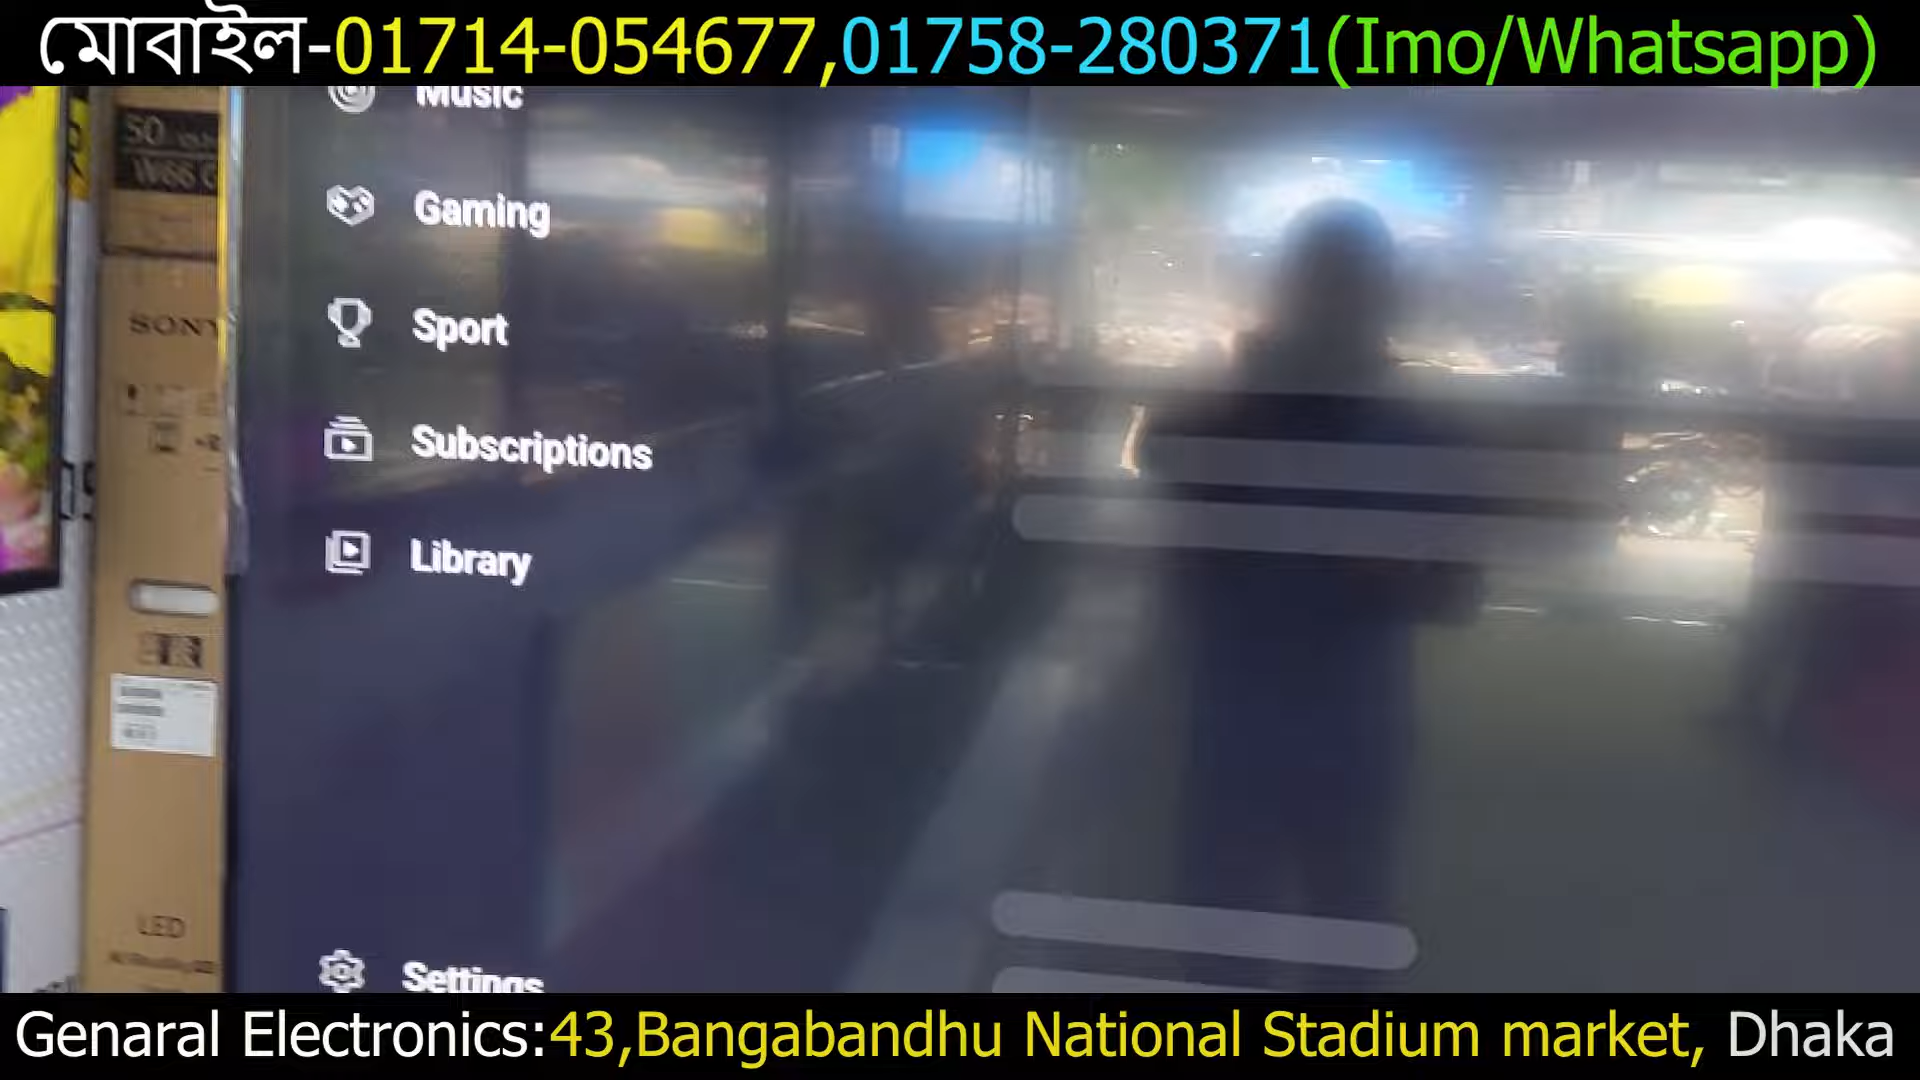 মোবাইল-01714-054677,01758-280371(Imo/Whatsapp)
Music
50
W66
Gaming
SONY
Sport
Subscriptions
Library
LED
Settings
Genaral Electronics:43,Bangabandhu National Stadium market, Dhaka